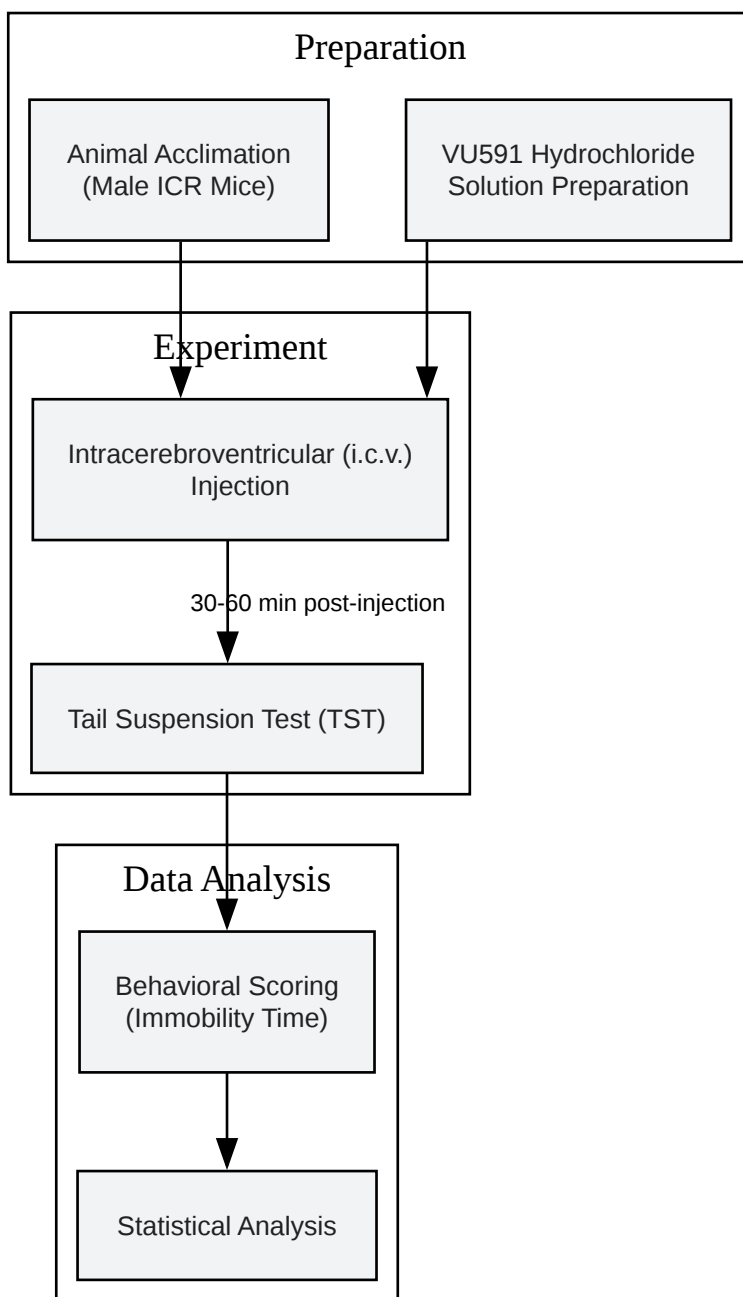 Preparation
Animal Acclimation
(Male ICR Mice)
VU591 Hydrochloride
Solution Preparation
Experiment
Intracerebroventricular (i.c.v.)
Injection
30-60 min post-injection
Tail Suspension Test (TST)
Data Analysis
Behavioral Scoring
(Immobility Time)
Statistical Analysis